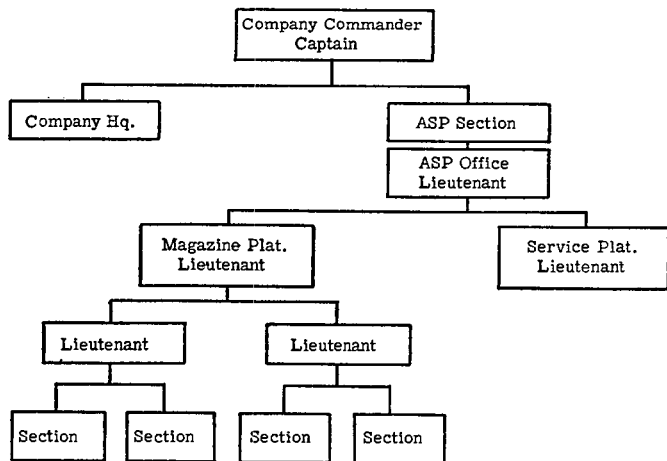 Company Commander
Captain
Company Hq.
ASP Section
ASP Office
Lieutenant
Magazine Plat.
Lieutenant
Service Plat.
Lieutenant
Lieutenant
Lieutenant
Section
Section
Section
Section